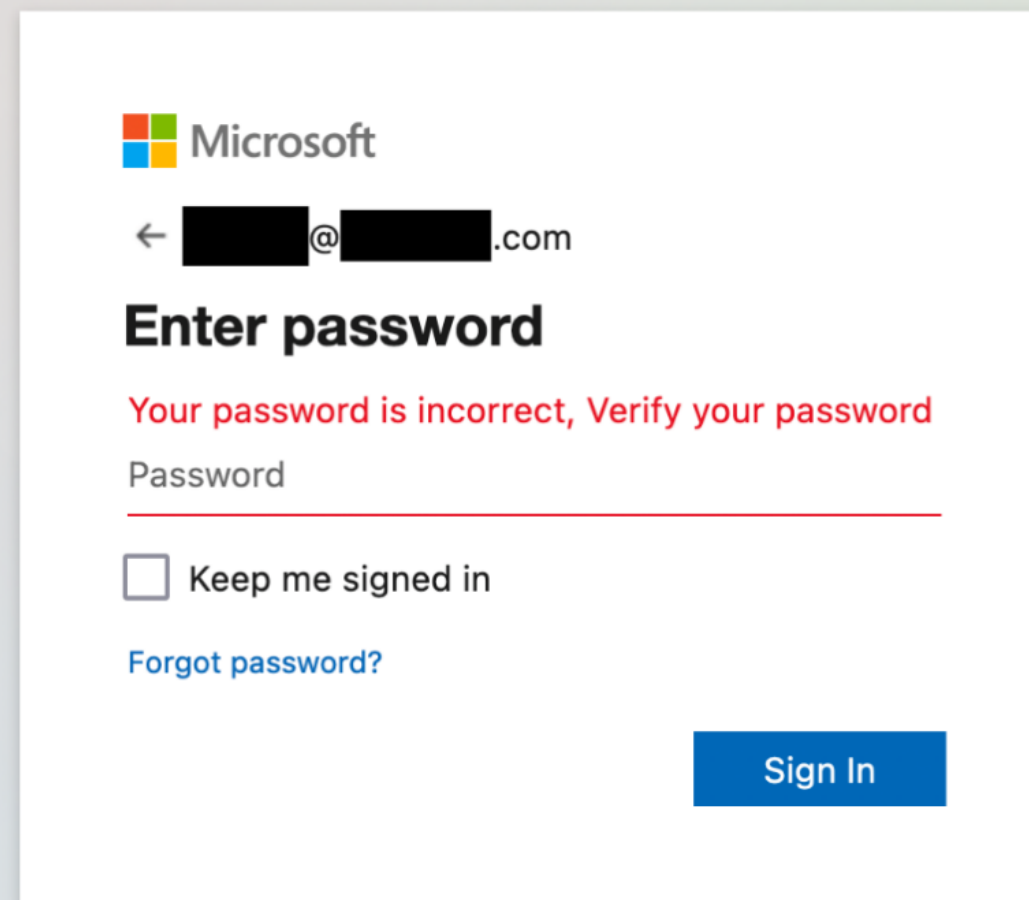 Microsoft
@.com
Enter password
Your password is incorrect, Verify your password
Password
Keep me signed in
Forgot password?
Sign In